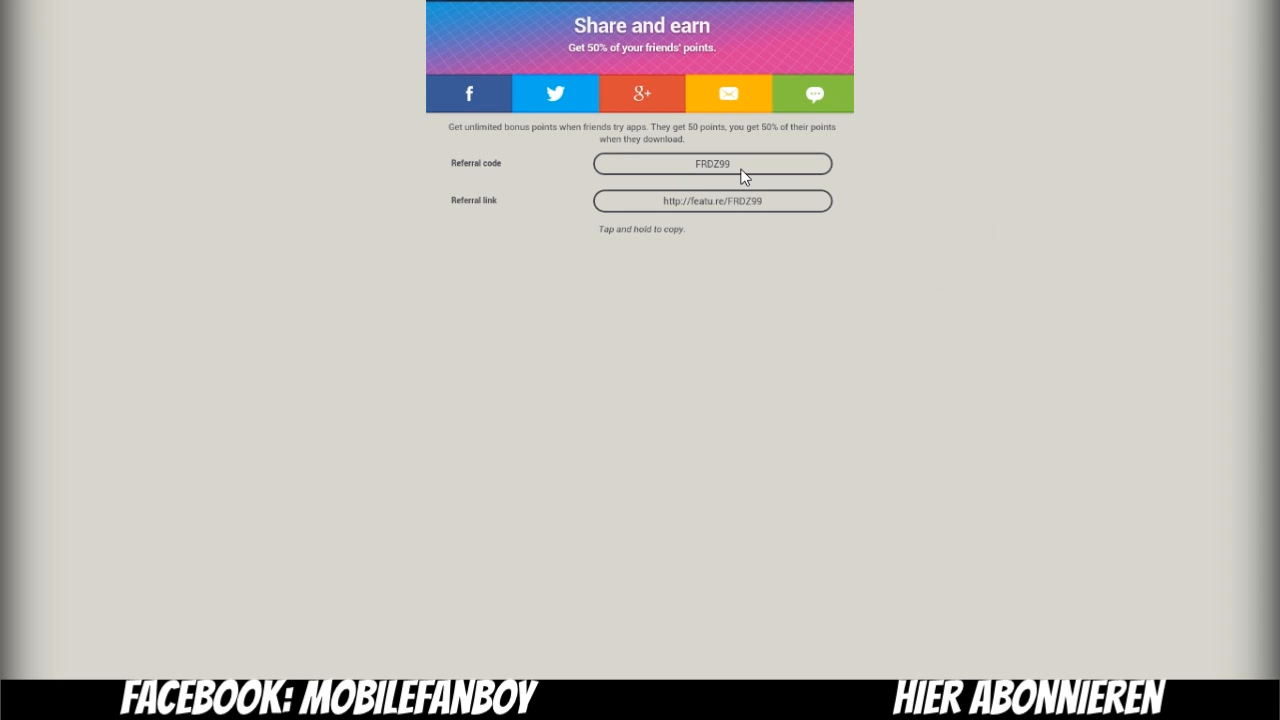 Share and earn
Get 50% of your friends' points.
f
8+
Get unlimited bonus points when friends try apps. They get 50 points, you get 50% of their points
when they download.
Referral code
FRDZ99
Referral link
http://featu.re/FRDZ99
Tap and hold to copy.
FACEBOOK: MOBILEFANBOY
HIER ABONNIEREN